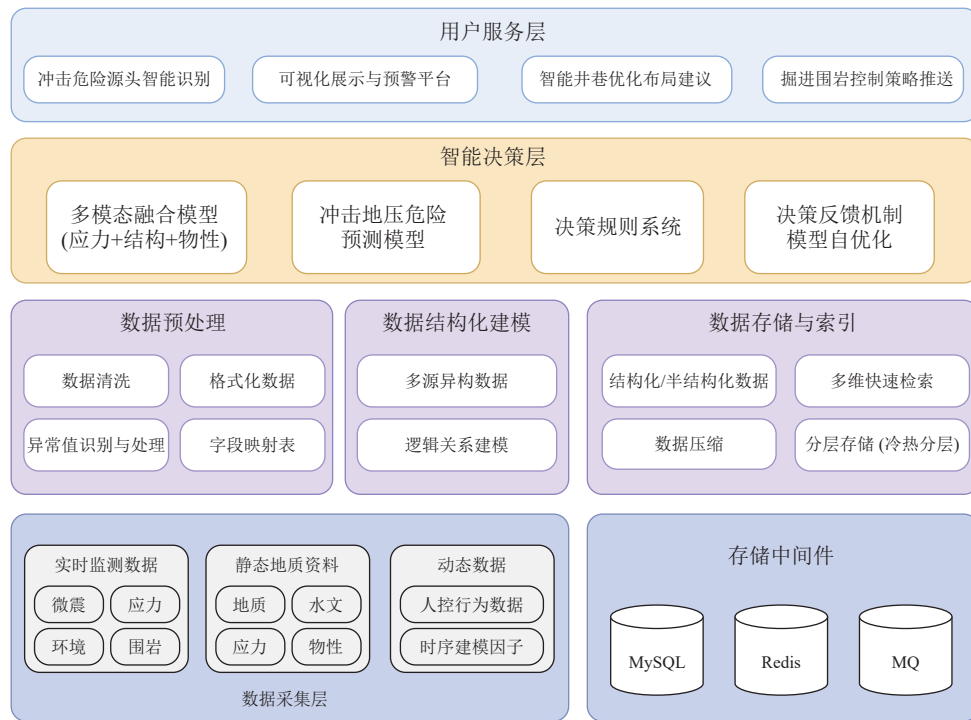 用户服务层
冲击危险源头智能识别
可视化展示与预警平台
智能井巷优化布局建议
掘进围岩控制策略推送
智能决策层
多模态融合模型
(应力+结构+物性)
冲击地压危险
预测模型
决策规则系统
决策反馈机制
模型自优化
数据预处理
数据清洗
格式化数据
异常值识别与处理
字段映射表
数据结构化建模
多源异构数据
逻辑关系建模
数据存储与索引
结构化/半结构化数据
多维快速检索
数据压缩
分层存储 (冷热分层)
实时监测数据
微震
应力
环境
围岩
静态地质资料
地质
水文
应力
物性
动态数据
人控行为数据
时序建模因子
数据采集层
存储中间件
MySQL
Redis
MQ